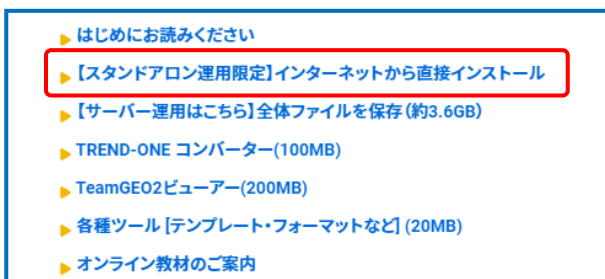 はじめにお読みください
【スタンドアロン運用限定】インターネットから直接インストール
【サーバー運用はこちら】全体ファイルを保存（約3.6GB）
TREND-ONE コンバーター(100MB)
TeamGEO2ビューアー(200MB)
各種ツール [テンプレート・フォーマットなど] (20MB)
オンライン教材のご案内